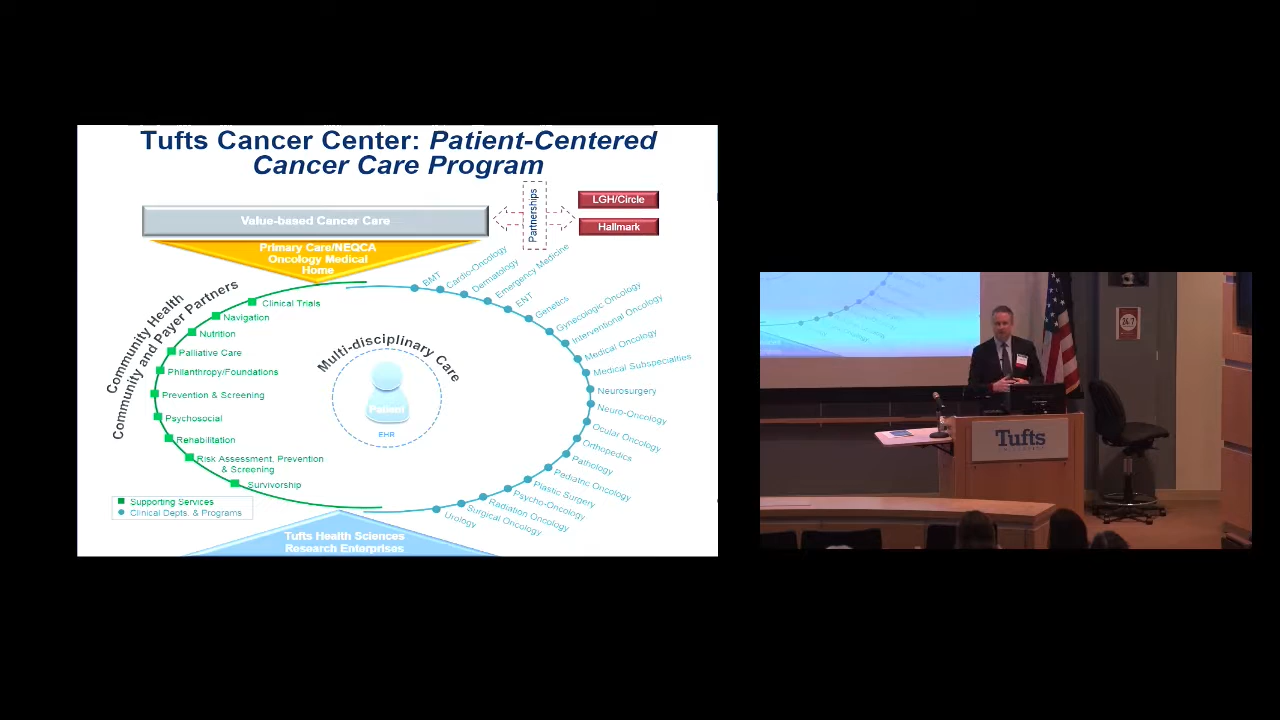 Tufts Cancer Center: Patient-Centered
Cancer Care Program
Value-based Cancer Care
Partnerships
LGH/Circle
Hallmark
Primary Care/NEQCA
Oncology Medical
Home
Community Health
Community and Payer Partners
Clinical Trials
Navigation
Nutrition
Palliative Care
Philanthropy/Foundations
Prevention & Screening
Psychosocial
Rehabilitation
Risk Assessment, Prevention
& Screening
Survivorship
Multi-disciplinary Care
Patient
EHR
BMT
Cardio-Oncology
Dermatology
Emergency Medicine
ENT
Genetics
Gynecologic Oncology
Interventional Oncology
Medical Oncology
Medical Subspecialties
Neurosurgery
Neuro-Oncology
Ocular Oncology
Orthopedics
Pathology
Pediatric Oncology
Plastic Surgery
Psycho-Oncology
Radiation Oncology
Surgical Oncology
Urology
Supporting Services
Clinical Depts. & Programs
Tufts Health Sciences
Research Enterprises
Tufts
24/7